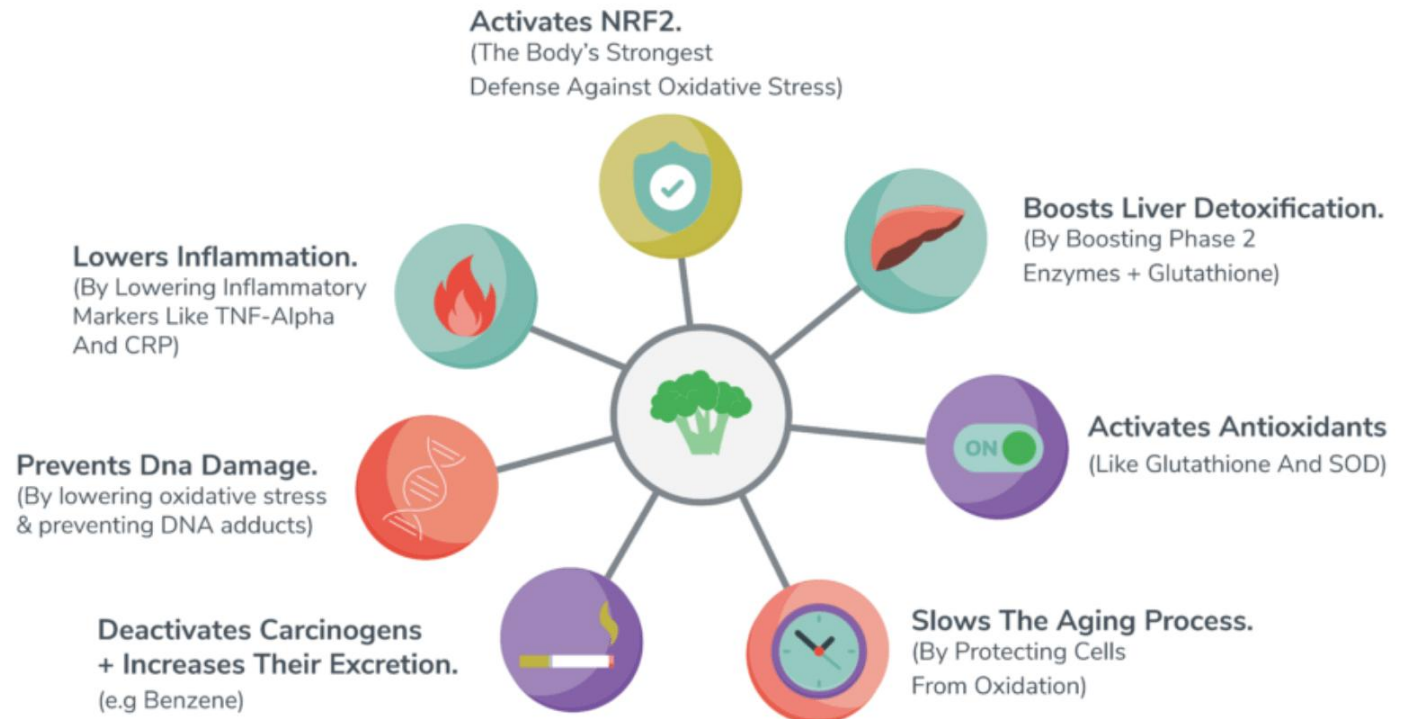 Activates NRF2.
(The Body's Strongest
Defense Against Oxidative Stress)
Boosts Liver Detoxification.
(By Boosting Phase 2
Enzymes + Glutathione)
Lowers Inflammation.
(By Lowering Inflammatory
Markers Like TNF-Alpha
And CRP)
ON
Activates Antioxidants
(Like Glutathione And SOD)
Prevents Dna Damage.
(By lowering oxidative stress
& preventing DNA adducts)
Slows The Aging Process.
(By Protecting Cells
From Oxidation)
Deactivates Carcinogens
+ Increases Their Excretion.
(e.g Benzene)